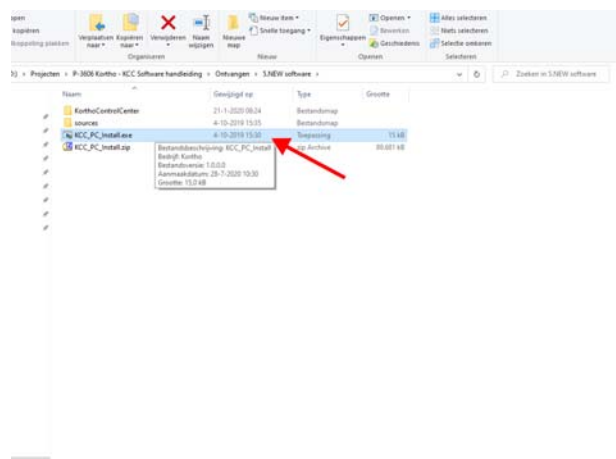 open
kopiëren
koppeling plakken
Verplaatsen naar
Kopiëren naar
Verwijderen
Naam wijzigen
Nieuwe map
Nieuw item
Snelle toegang
Eigenschappen
Openen
Bewerken
Geschiedenis
Alles selecteren
Niets selecteren
Selectie omkeren
Organiseren
Nieuw
Openen
Selecteren
Projecten › P-3606 Kortho - KCC Software handleiding › Ontvangen › S.NEW software ›
Zoeken in S.NEW software
Naam Gewijzigd op Type Grootte
KorthoControlCenter 21-1-2020 08:24 Bestandsmap
sources 4-10-2019 15:35 Bestandsmap
KCC_PC_Install.exe 4-10-2019 15:30 Toepassing 15 kB
KCC_PC_Install.zip zip Archive
Bestandsbeschrijving: KCC_PC_Install
Bedrijf: Kortho
Bestandsversie: 1.0.0.0
Aanmaakdatum: 28-7-2020 10:30
Grootte: 15,0 kB